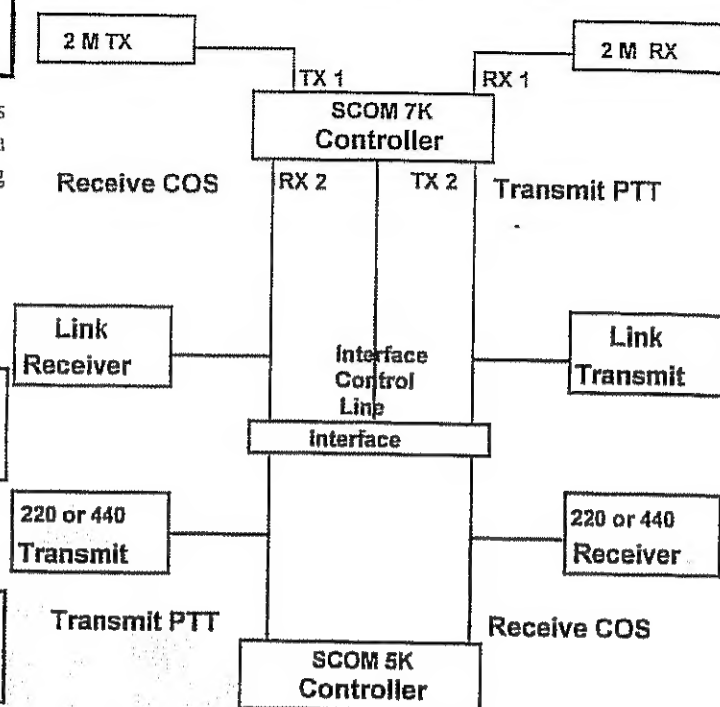 2 M TX
2 M RX
TX 1
RX 1
SCOM 7K
Controller
s
a
g
Receive COS
RX 2
TX 2
Transmit PTT
Link
Receiver
Interface
Control
Line
Link
Transmit
Interface
220 or 440
Transmit
220 or 440
Receiver
Transmit PTT
Receive COS
SCOM 5K
Controller